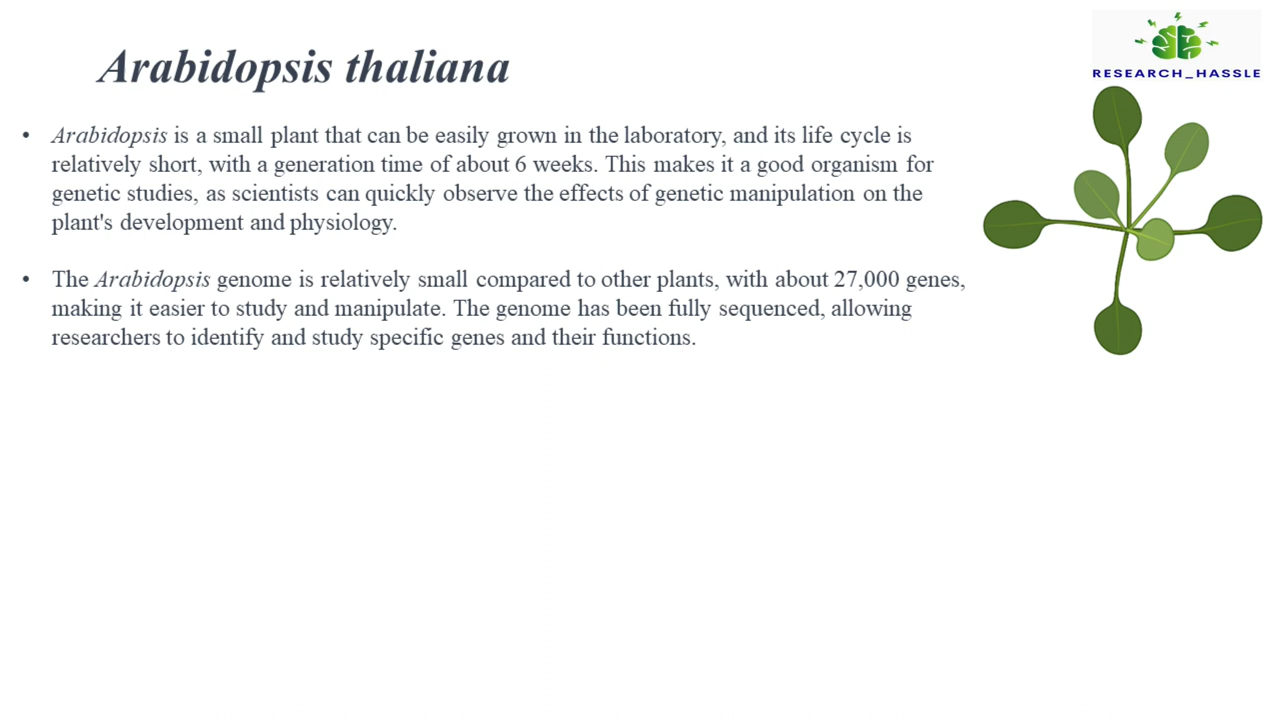 RESEARCH_HASSLE
Arabidopsis thaliana
• Arabidopsis is a small plant that can be easily grown in the laboratory, and its life cycle is
relatively short, with a generation time of about 6 weeks. This makes it a good organism for
genetic studies, as scientists can quickly observe the effects of genetic manipulation on the
plant's development and physiology.
• The Arabidopsis genome is relatively small compared to other plants, with about 27,000 genes,
making it easier to study and manipulate. The genome has been fully sequenced, allowing
researchers to identify and study specific genes and their functions.